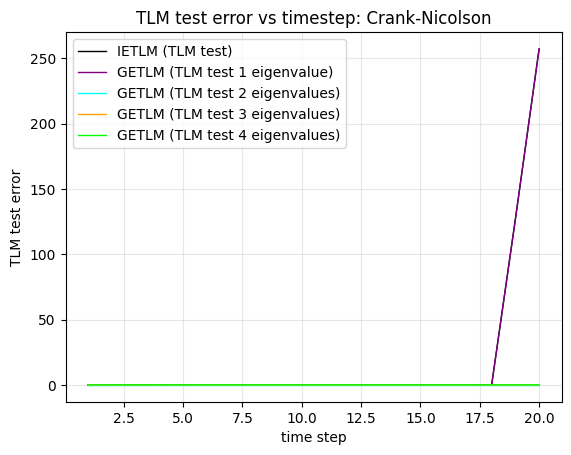 TLM test error vs timestep: Crank-Nicolson
IETLM (TLM test)
GETLM (TLM test 1 eigenvalue)
GETLM (TLM test 2 eigenvalues)
GETLM (TLM test 3 eigenvalues)
GETLM (TLM test 4 eigenvalues)
TLM test error
250
200
150
100
50
0
2.5 5.0 7.5 10.0 12.5 15.0 17.5 20.0
time step